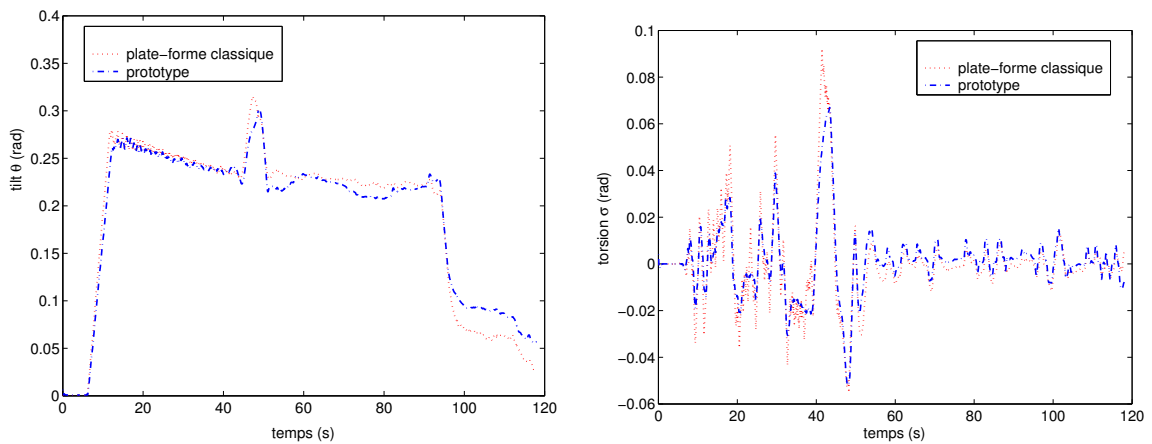 0.4
0.35
0.3
0.25
0.2
0.15
0.1
0.05
0
tilt θ (rad)
plate−forme classique
prototype
0 20 40 60 80 100 120
temps (s)
0.1
0.08
0.06
0.04
0.02
0
−0.02
−0.04
−0.06
torsion σ (rad)
plate−forme classique
prototype
0 20 40 60 80 100 120
temps (s)